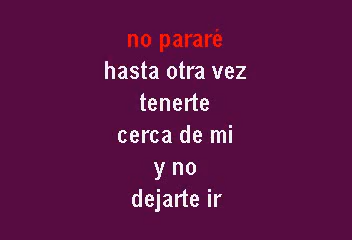 no pararé
hasta otra vez
tenerte
cerca de mi
y no
dejarte ir